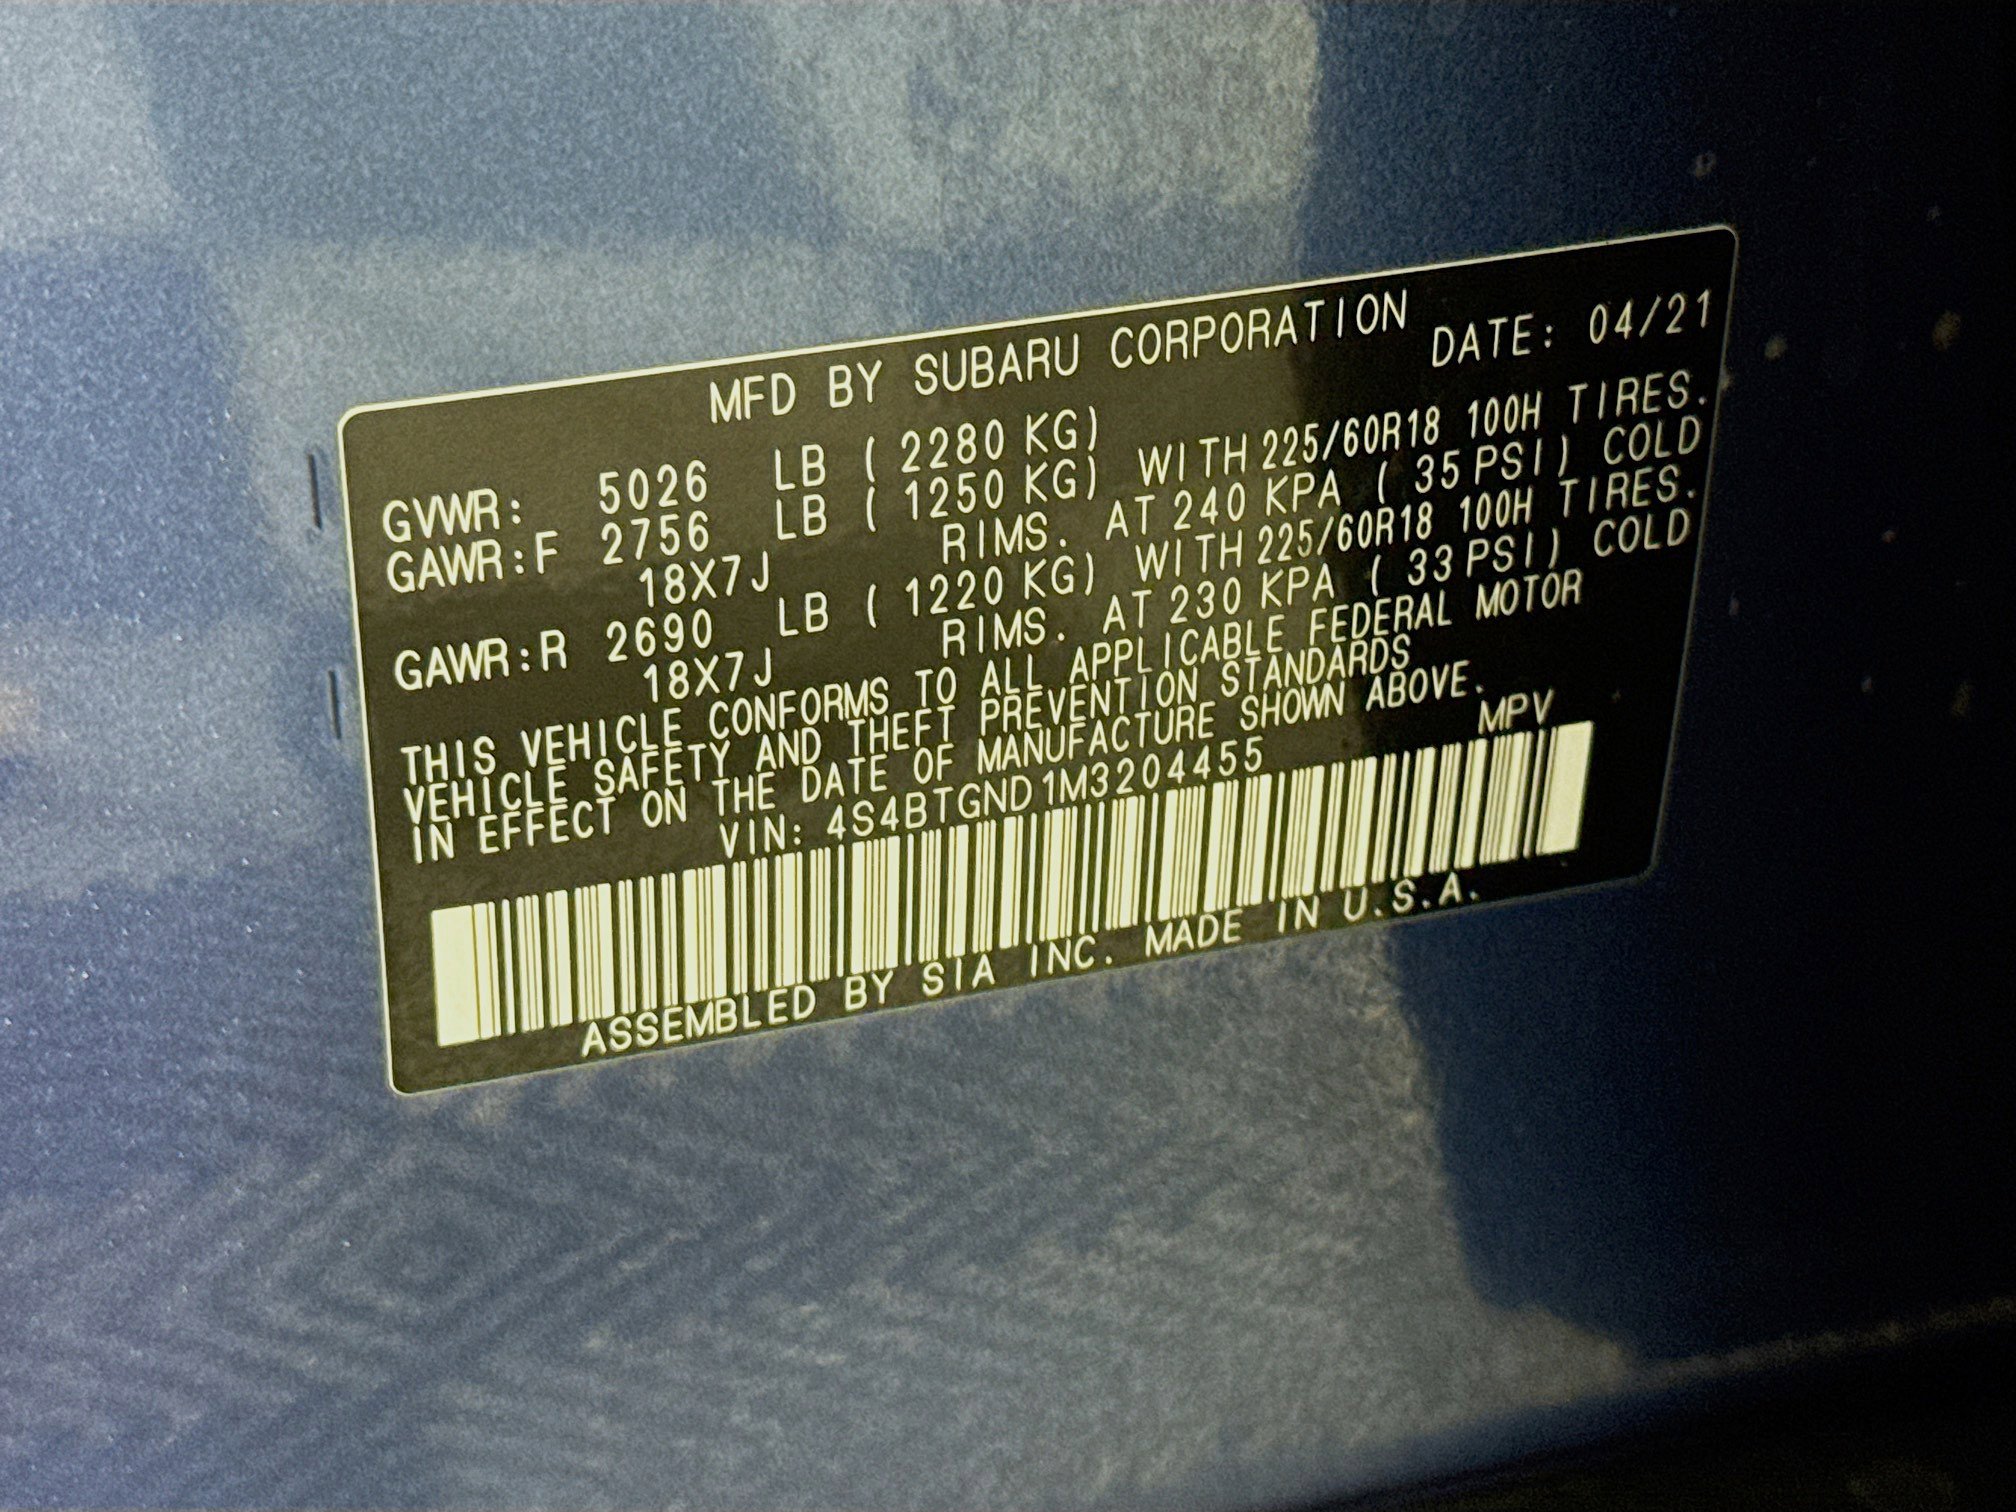 MFD BY SUBARU CORPORATION DATE: 04/21
GVWR: 5026 LB ( 2280 KG)
GAWR:F 2756 LB ( 1250 KG) WITH 225/60R18 100H TIRES.
18X7J RIMS. AT 240 KPA ( 35 PSI) COLD
GAWR:R 2690 LB ( 1220 KG) WITH 225/60R18 100H TIRES.
18X7J RIMS. AT 230 KPA ( 33 PSI) COLD
THIS VEHICLE CONFORMS TO ALL APPLICABLE FEDERAL MOTOR
VEHICLE SAFETY AND THEFT PREVENTION STANDARDS
IN EFFECT ON THE DATE OF MANUFACTURE SHOWN ABOVE.
VIN: 4S4BTGND1M3204455 MPV
ASSEMBLED BY SIA INC. MADE IN U.S.A.